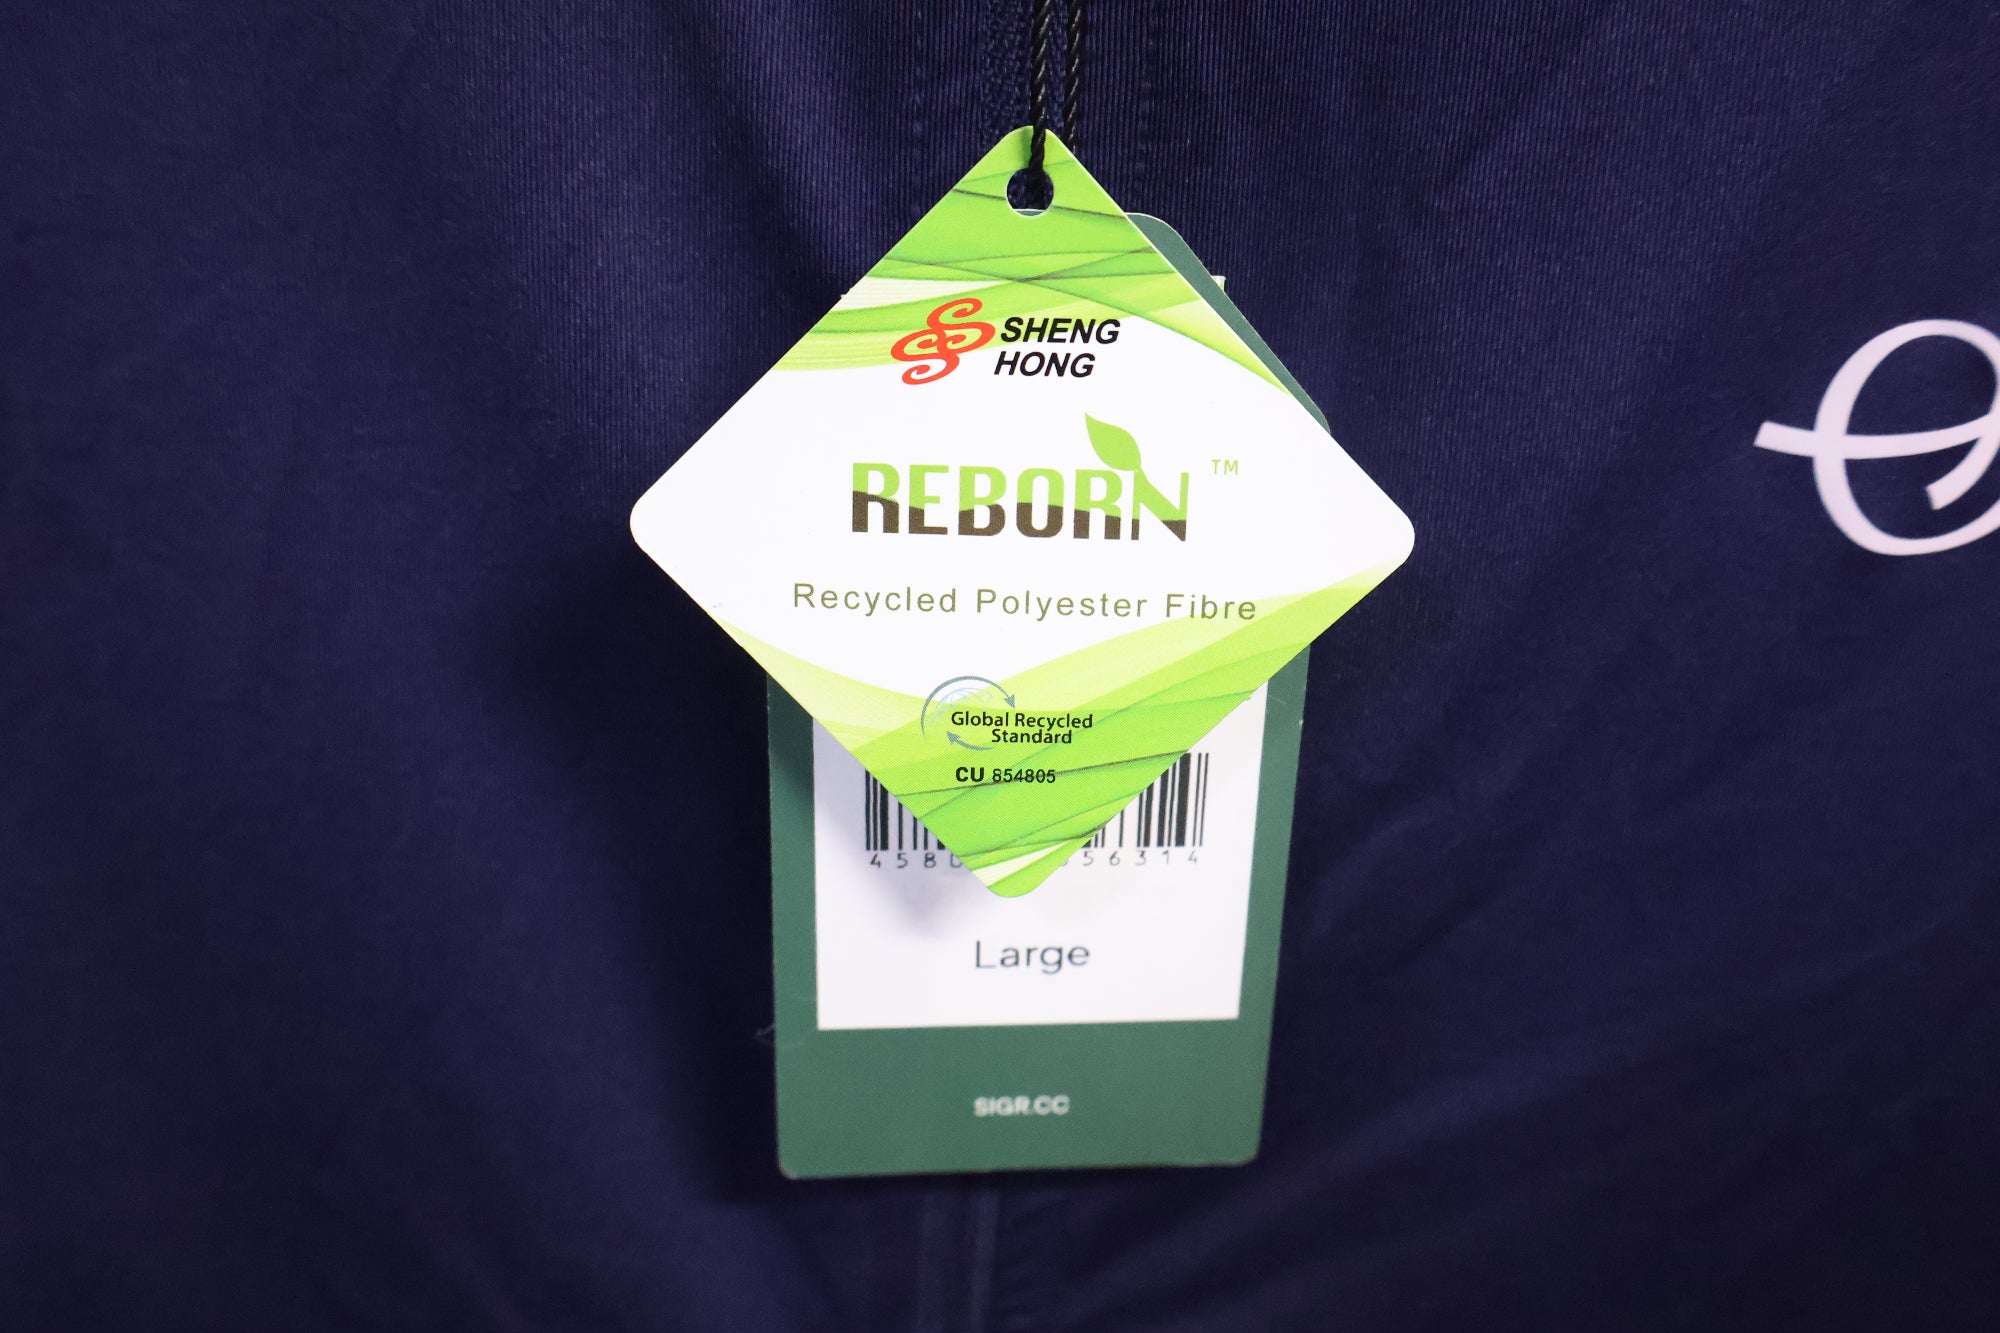 SHENG
HONG
REBORN ™
Recycled Polyester Fibre
Global Recycled
Standard
CU 854805
Large
SIGR.CC